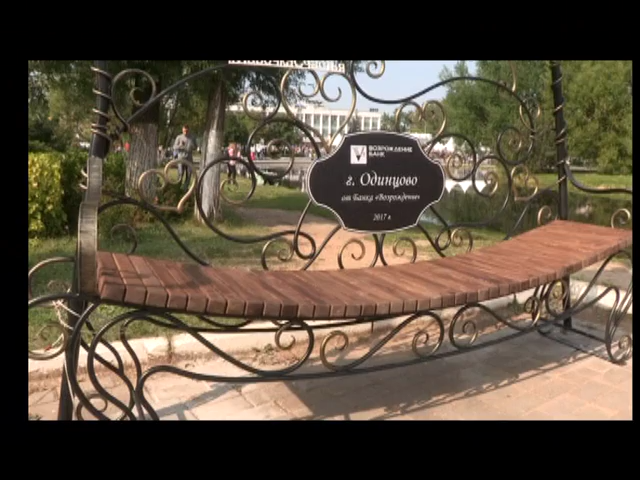 ВОЗРОЖДЕНИЕ
БАНК
г. Одинцово
от Банка «Возрождение»
2017 г.